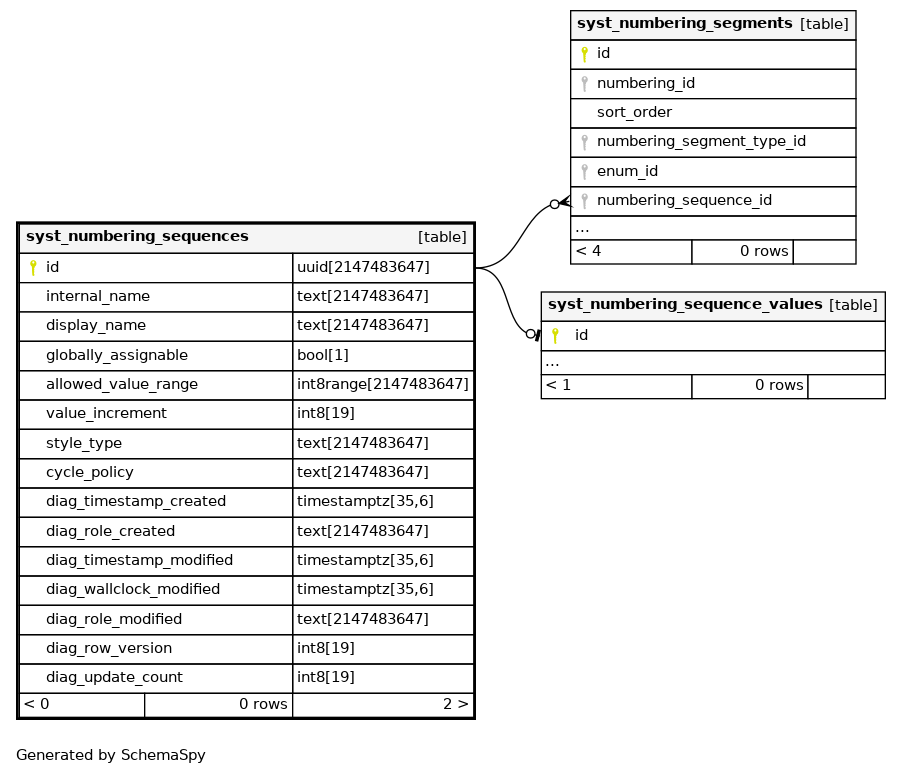 syst_numbering_segments [table]
id
numbering_id
sort_order
numbering_segment_type_id
enum_id
numbering_sequence_id
...
< 4 0 rows
syst_numbering_sequences [table]
id uuid[2147483647]
internal_name text[2147483647]
display_name text[2147483647]
globally_assignable bool[1]
allowed_value_range int8range[2147483647]
value_increment int8[19]
style_type text[2147483647]
cycle_policy text[2147483647]
diag_timestamp_created timestamptz[35,6]
diag_role_created text[2147483647]
diag_timestamp_modified timestamptz[35,6]
diag_wallclock_modified timestamptz[35,6]
diag_role_modified text[2147483647]
diag_row_version int8[19]
diag_update_count int8[19]
< 0 0 rows 2 >
syst_numbering_sequence_values [table]
id
...
< 1 0 rows
Generated by SchemaSpy